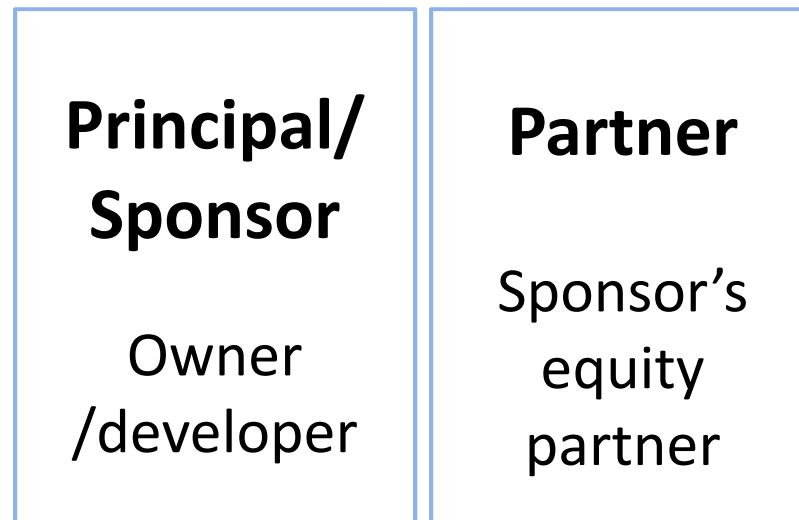 Principal/
Sponsor
Owner
/developer
Partner
Sponsor’s
equity
partner